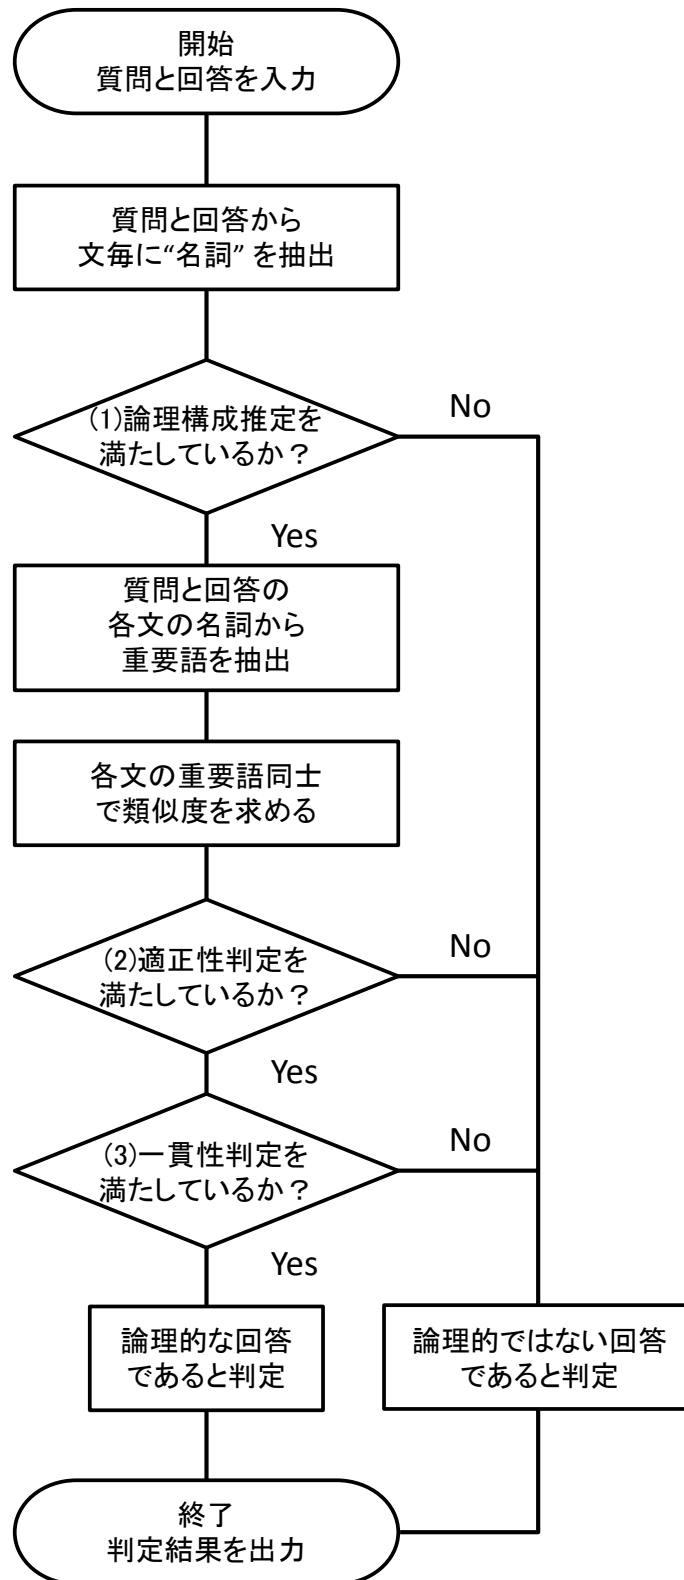 開始
質問と回答を入力
質問と回答から
文毎に“名詞” を抽出
(1)論理構成推定を
満たしているか？
No
Yes
質問と回答の
各文の名詞から
重要語を抽出
各文の重要語同士
で類似度を求める
(2)適正性判定を
満たしているか？
No
Yes
(3)一貫性判定を
満たしているか？
No
Yes
論理的な回答
であると判定
論理的ではない回答
であると判定
終了
判定結果を出力